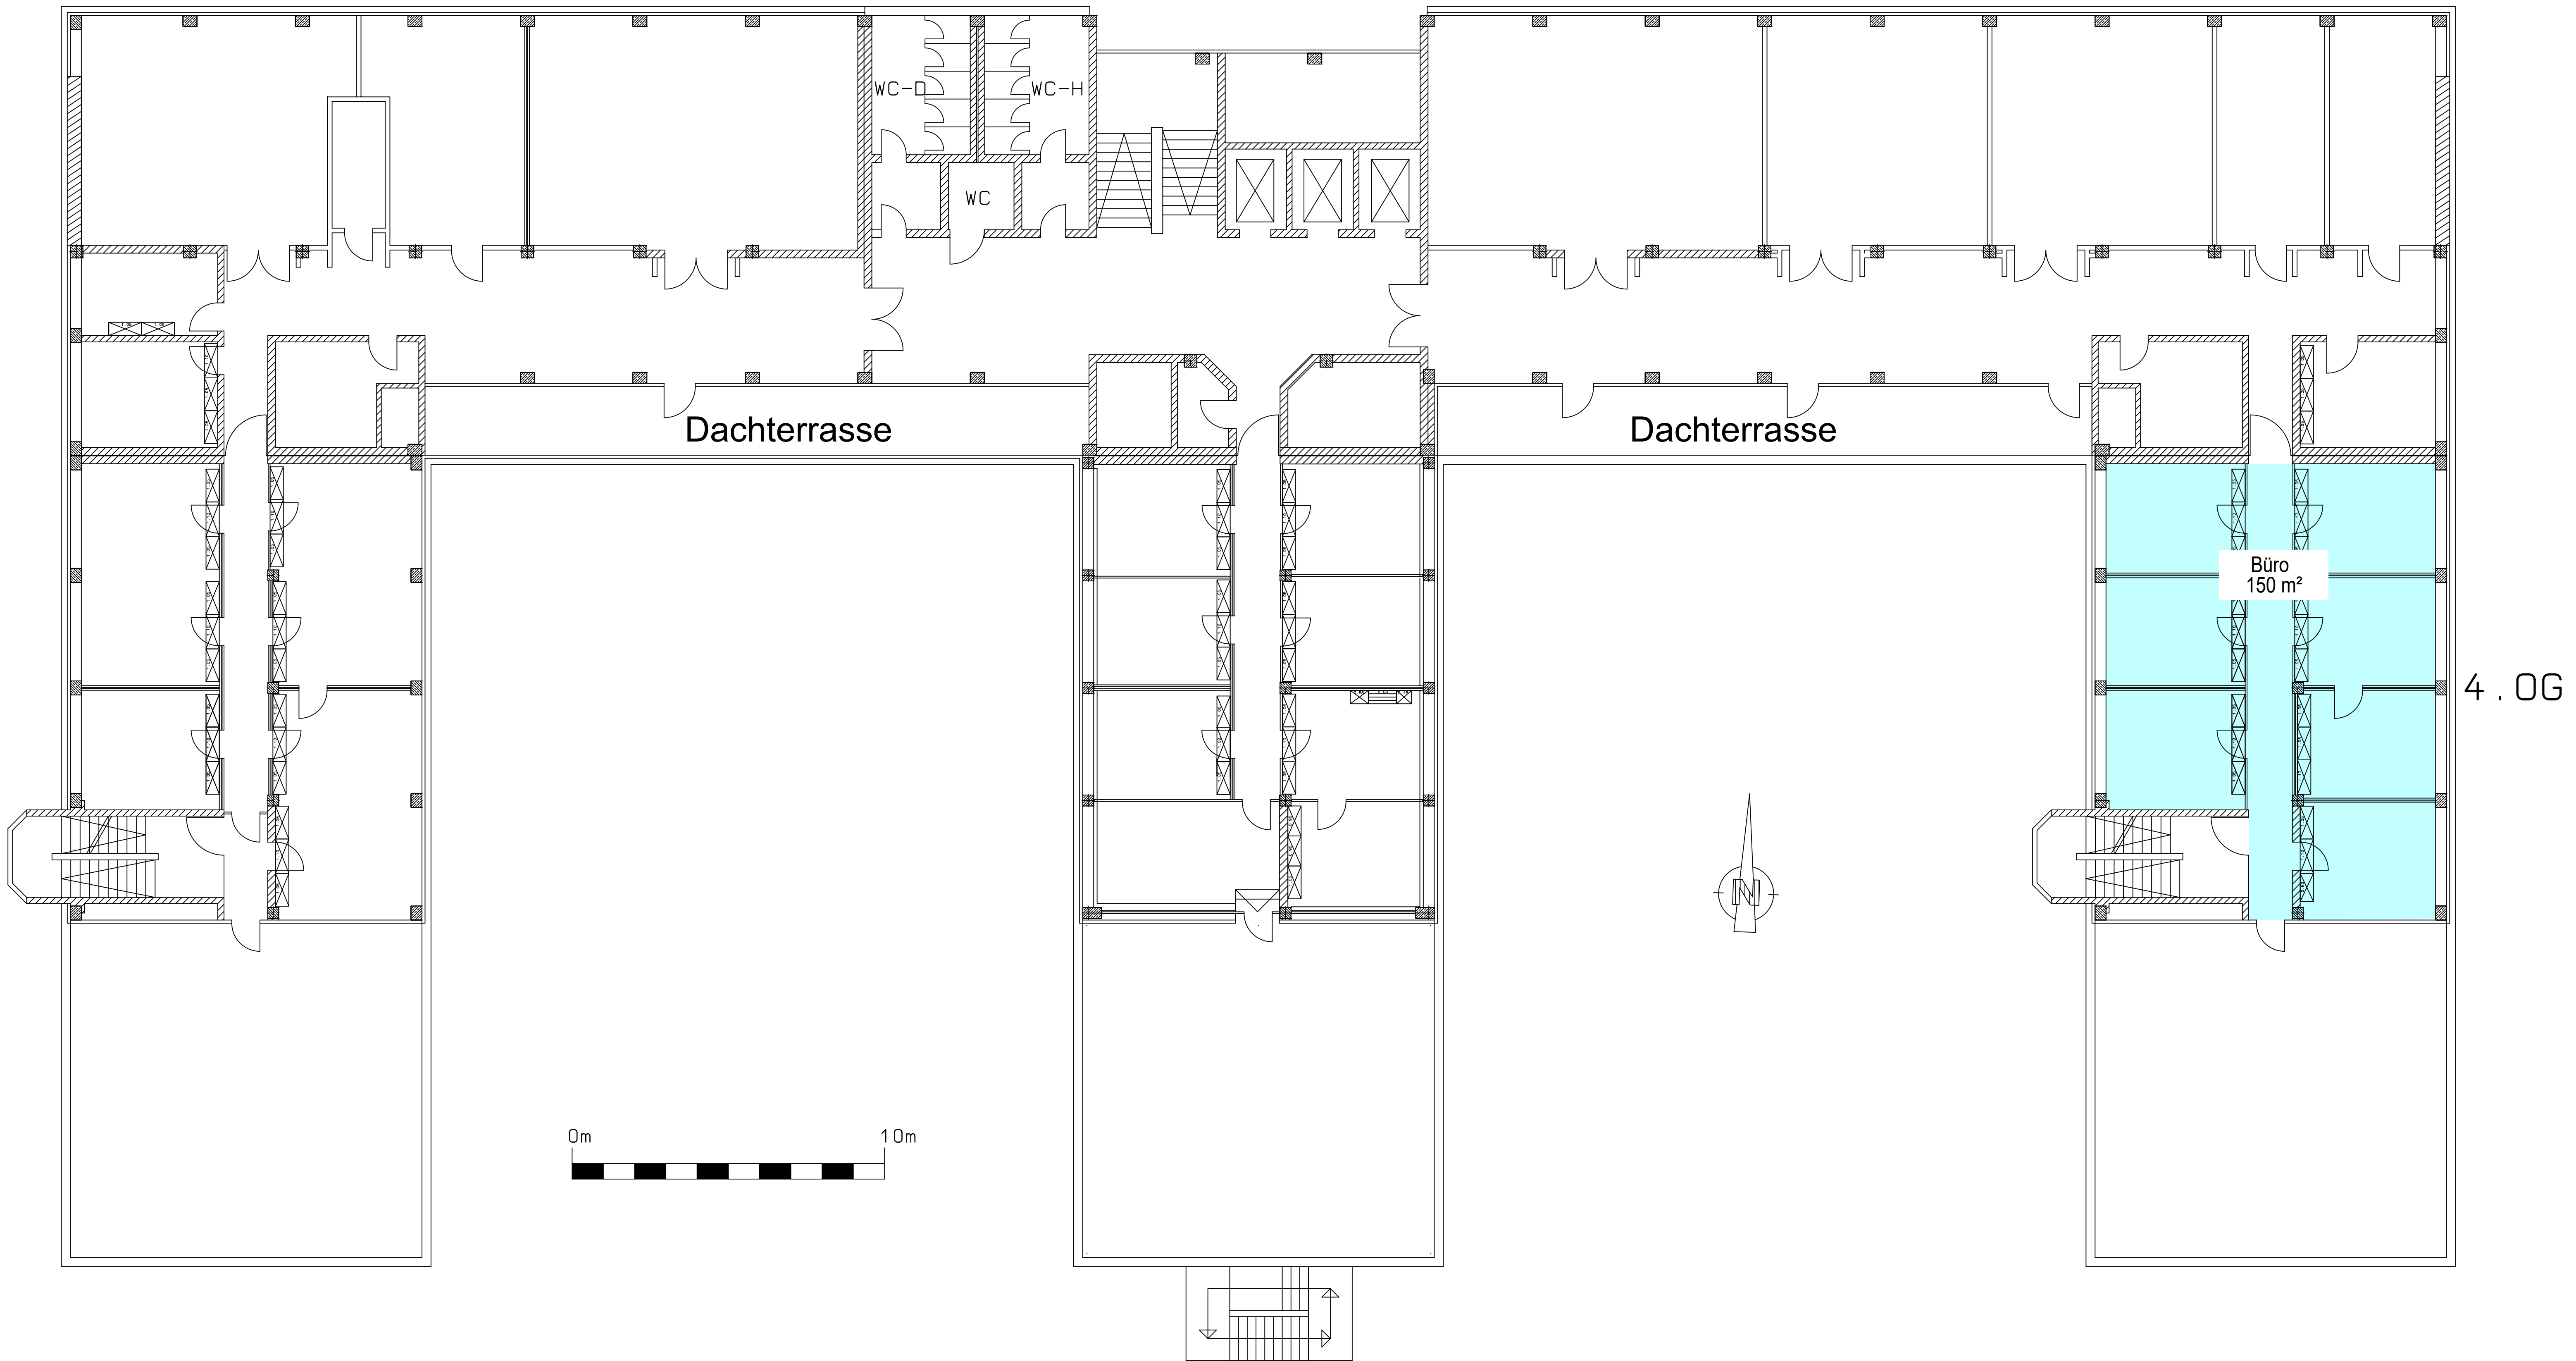 WC-D
WC-H
WC
Dachterrasse
Dachterrasse
Büro
150 m²
4.OG
N
0m
10m